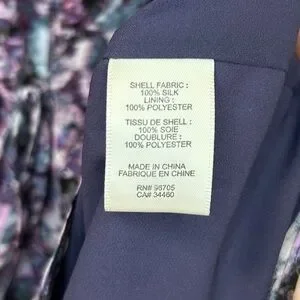 SHELL FABRIC :
100% SILK
LINING :
100% POLYESTER
TISSU DE SHELL :
100% SOIE
DOUBLURE :
100% POLYESTER
MADE IN CHINA
FABRIQUE EN CHINE
RN# 98705
CA# 34460